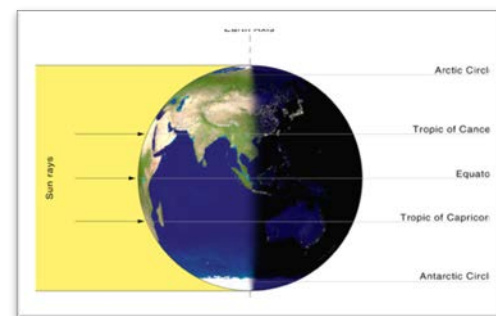 Arctic Circl
Tropic of Cance
Sun rays
Equato
Tropic of Capricor
Antarctic Circl